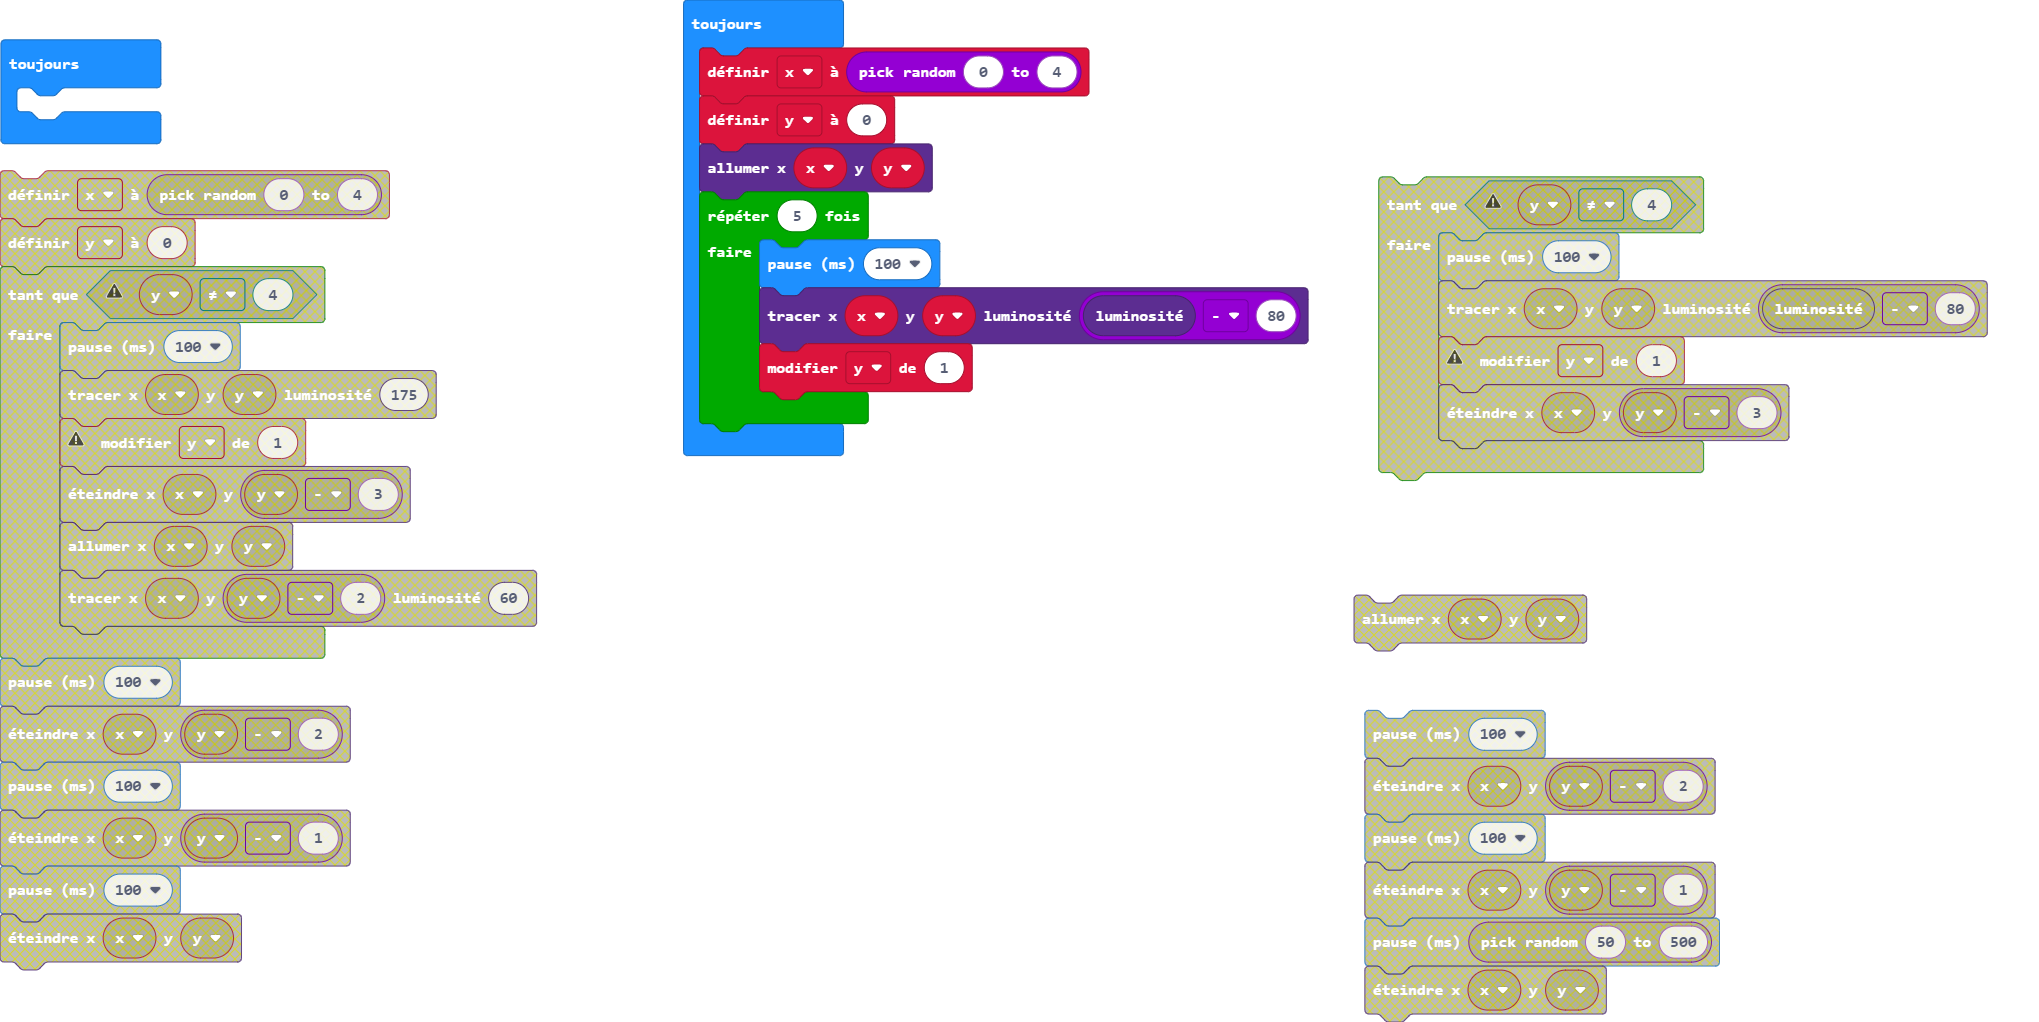 toujours
définir x à pick random 0 to 4
définir y à 0
tant que y ≠ 4
faire
pause (ms) 100
tracer x x y y luminosité 175
modifier y de 1
éteindre x x y y - 3
allumer x x y y
tracer x x y y - 2 luminosité 60
pause (ms) 100
éteindre x x y y - 2
pause (ms) 100
éteindre x x y y - 1
pause (ms) 100
éteindre x x y y
toujours
définir x à pick random 0 to 4
définir y à 0
allumer x x y y
répéter 5 fois
faire
pause (ms) 100
tracer x x y y luminosité luminosité - 80
modifier y de 1
tant que y ≠ 4
faire
pause (ms) 100
tracer x x y y luminosité luminosité - 80
modifier y de 1
éteindre x x y y - 3
allumer x x y y
pause (ms) 100
éteindre x x y y - 2
pause (ms) 100
éteindre x x y y - 1
pause (ms) pick random 50 to 500
éteindre x x y y